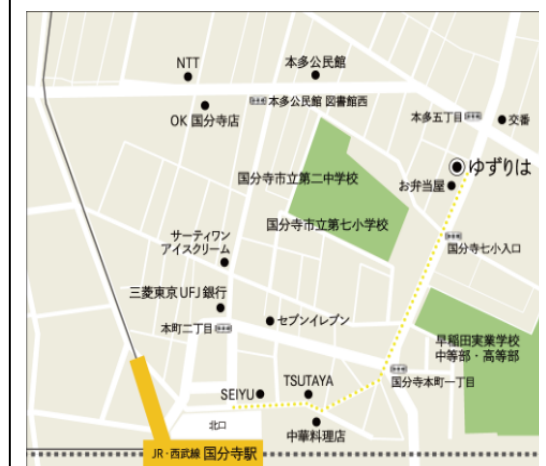 NTT
本多公民館
OK 国分寺店
本多公民館 図書館西
本多五丁目
交番
ゆずりは
お弁当屋
国分寺市立第二中学校
国分寺市立第七小学校
国分寺七小入口
サーティワン
アイスクリーム
三菱東京UFJ銀行
セブンイレブン
本町二丁目
早稲田実業学校
中等部・高等部
国分寺本町一丁目
SEIYU
TSUTAYA
北口
中華料理店
JR・西武線 国分寺駅